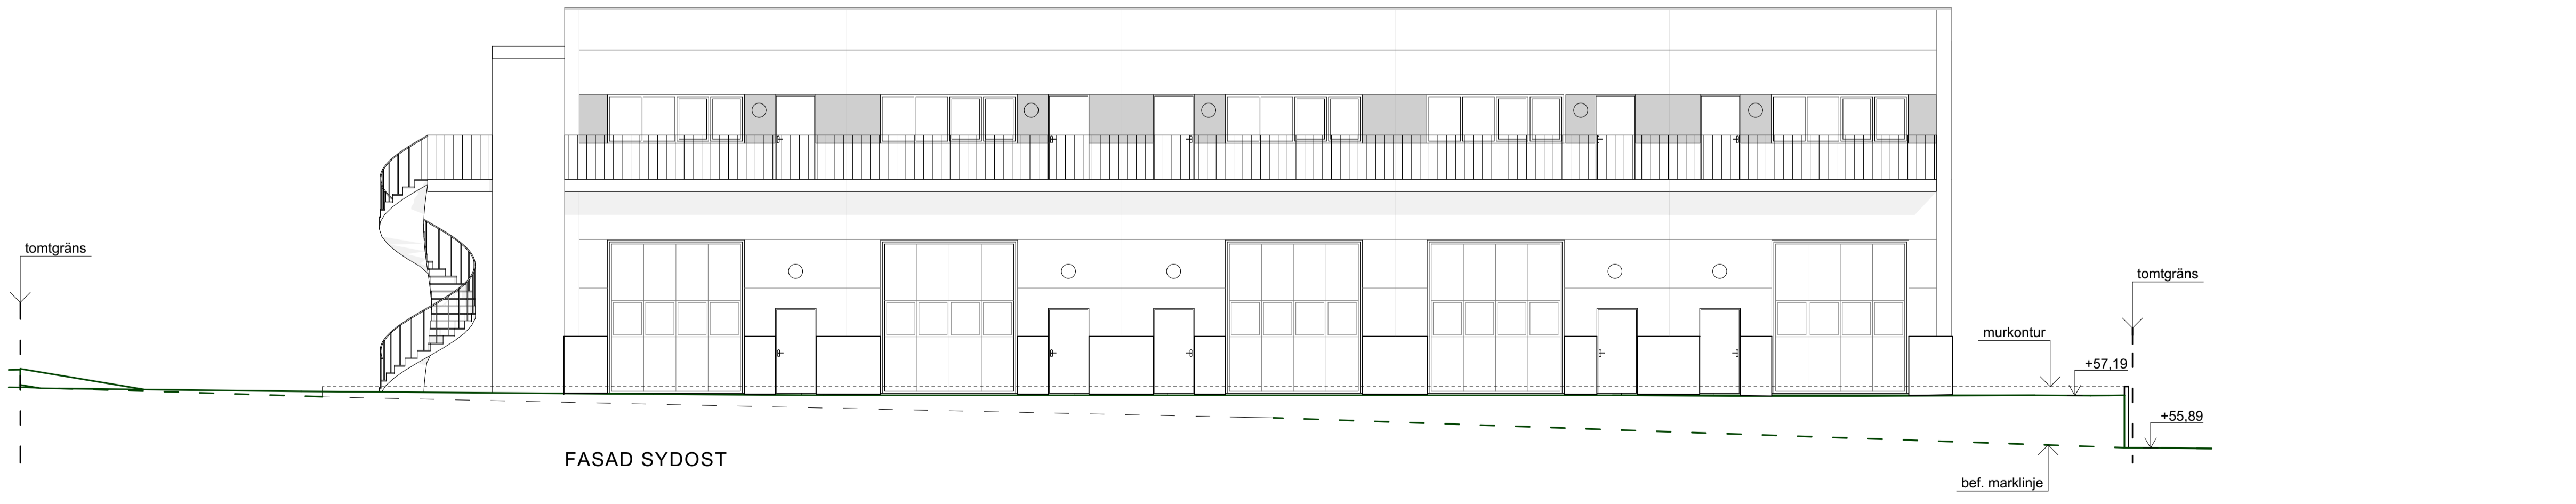 tomtgräns
tomtgräns
murkontur
+57,19
+55,89
FASAD SYDOST
bef. marklinje